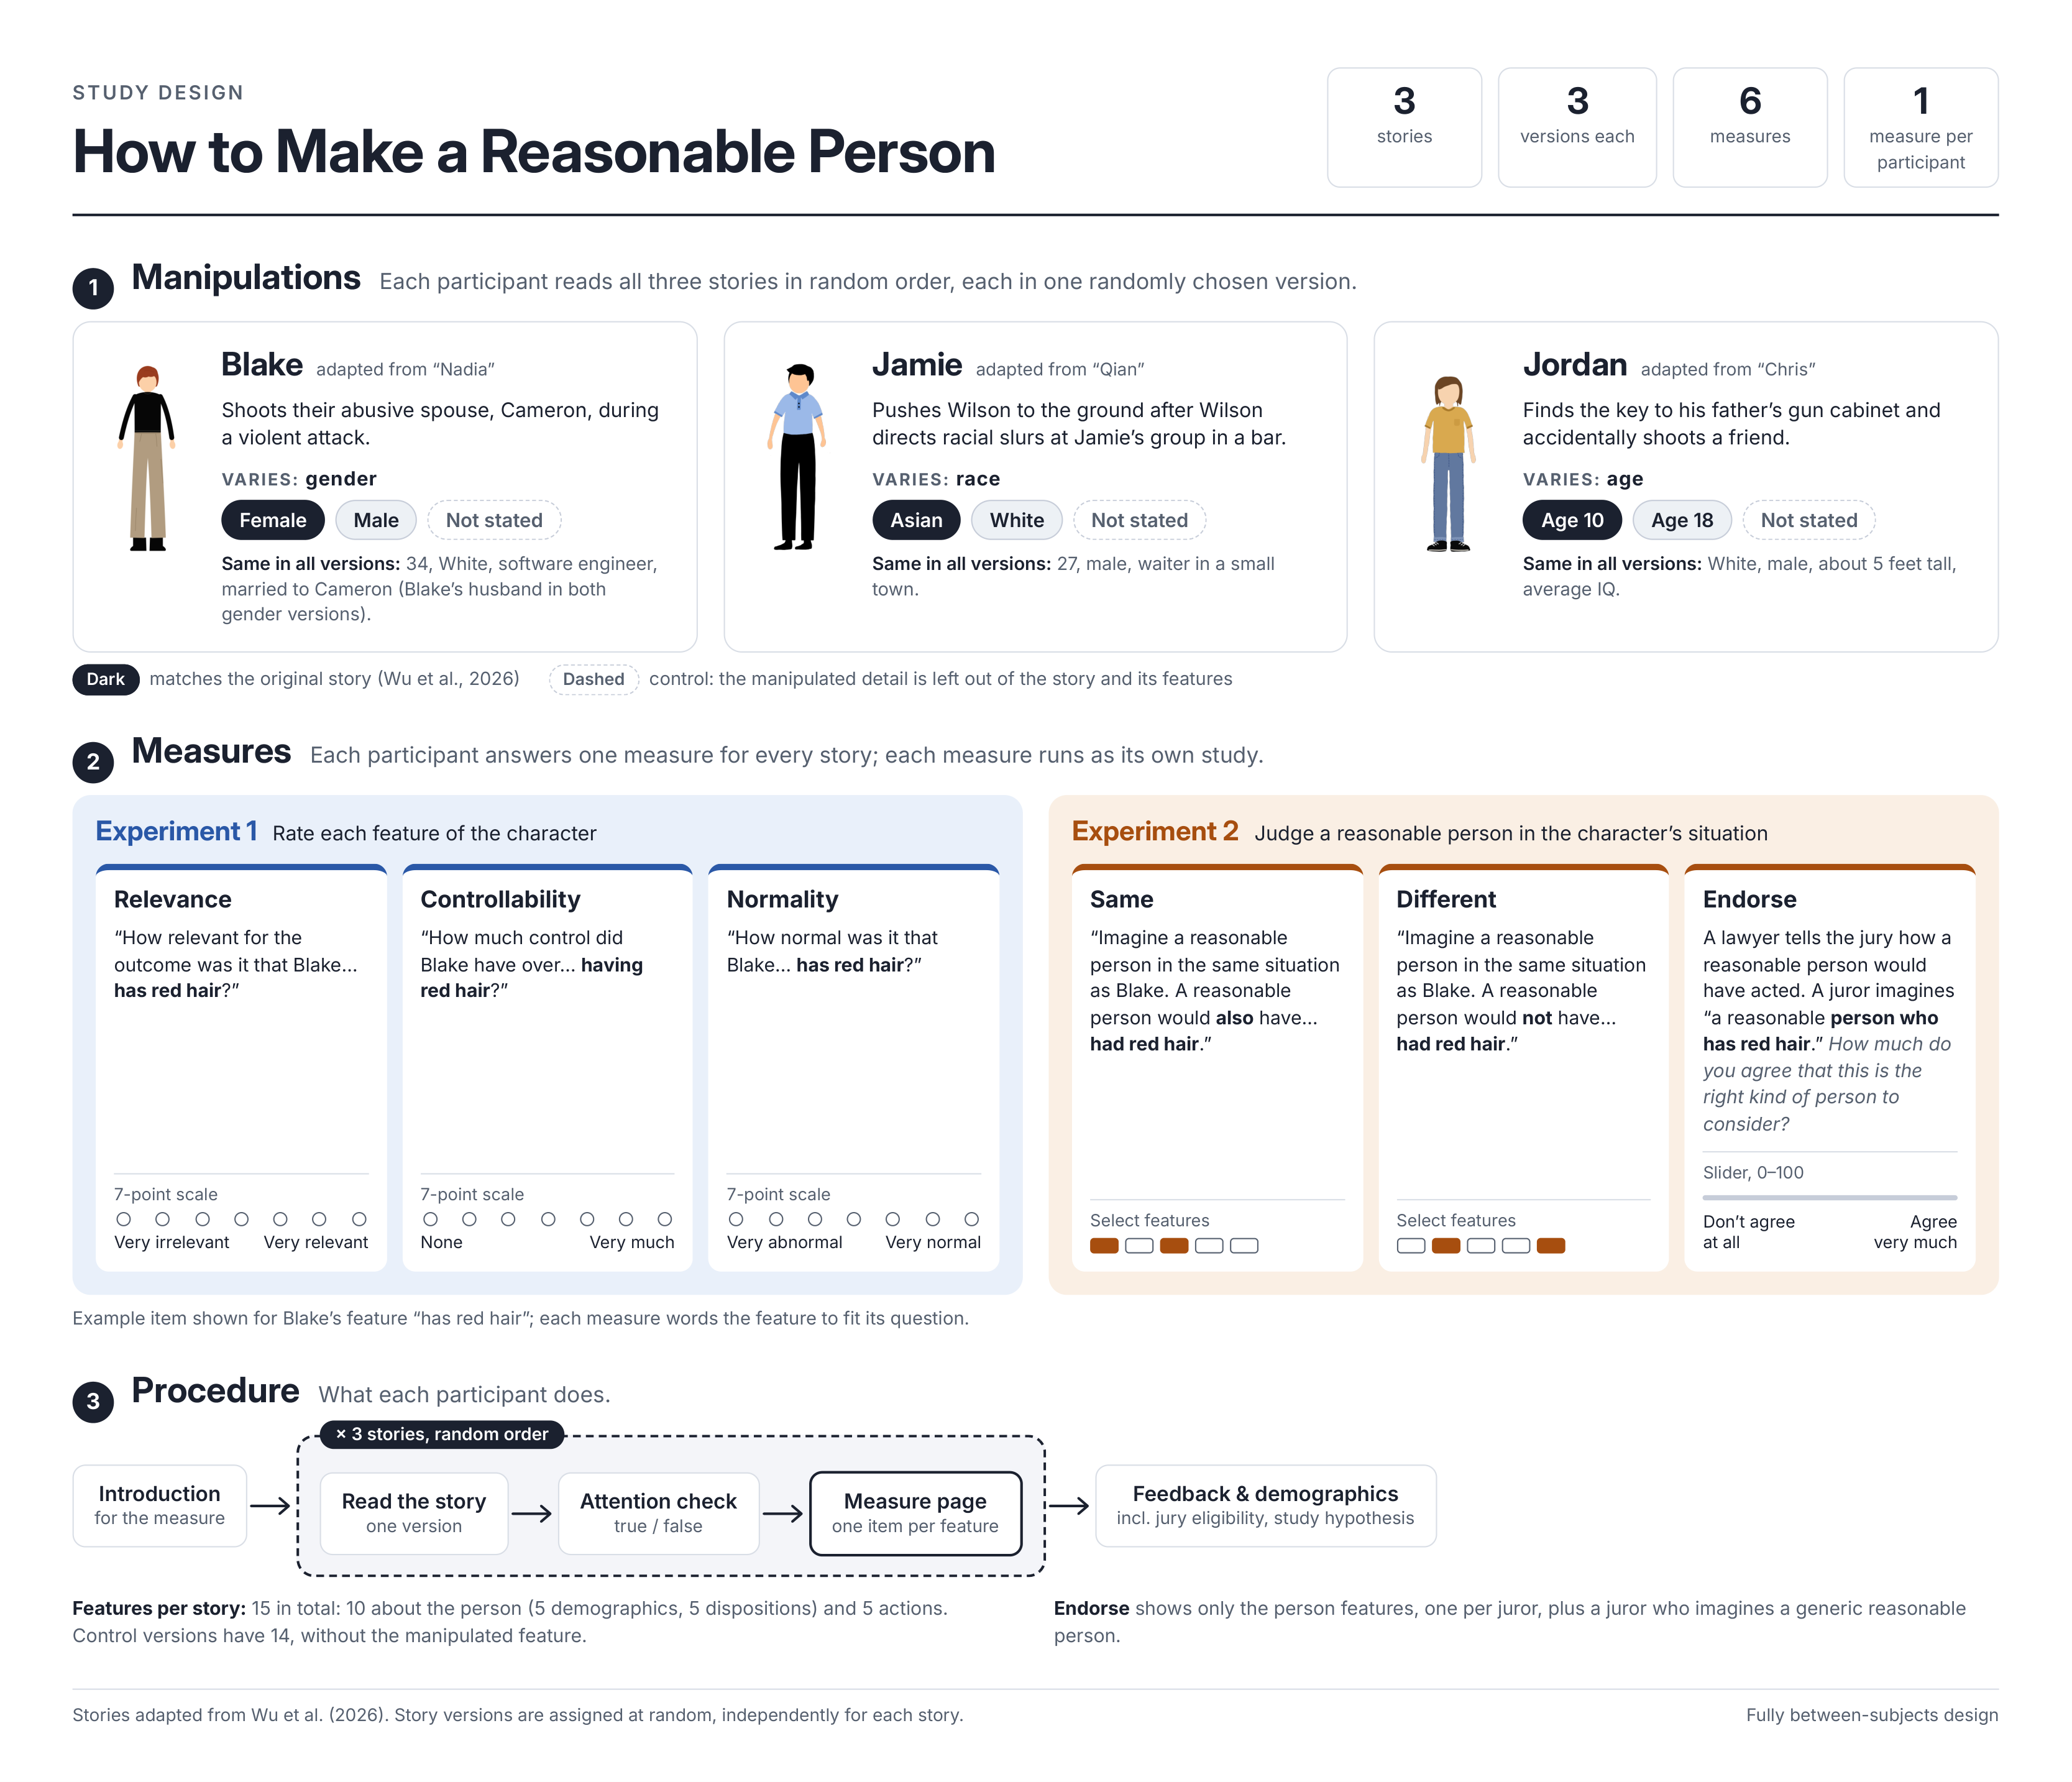 STUDY DESIGN
How to Make a Reasonable Person
3
stories
3
versions each
6
measures
1
measure per
participant
1
Manipulations
Each participant reads all three stories in random order, each in one randomly chosen version.
Blake adapted from “Nadia”
Shoots their abusive spouse, Cameron, during
a violent attack.
VARIES: gender
Female Male Not stated
Same in all versions: 34, White, software engineer,
married to Cameron (Blake’s husband in both
gender versions).
Jamie adapted from “Qian”
Pushes Wilson to the ground after Wilson
directs racial slurs at Jamie’s group in a bar.
VARIES: race
Asian White Not stated
Same in all versions: 27, male, waiter in a small
town.
Jordan adapted from “Chris”
Finds the key to his father’s gun cabinet and
accidentally shoots a friend.
VARIES: age
Age 10 Age 18 Not stated
Same in all versions: White, male, about 5 feet tall,
average IQ.
Dark matches the original story (Wu et al., 2026) Dashed control: the manipulated detail is left out of the story and its features
2
Measures
Each participant answers one measure for every story; each measure runs as its own study.
Experiment 1 Rate each feature of the character
Relevance
“How relevant for the
outcome was it that Blake…
has red hair?”
7-point scale
Very irrelevant Very relevant
Controllability
“How much control did
Blake have over… having
red hair?”
7-point scale
None Very much
Normality
“How normal was it that
Blake… has red hair?”
7-point scale
Very abnormal Very normal
Experiment 2 Judge a reasonable person in the character’s situation
Same
“Imagine a reasonable
person in the same situation
as Blake. A reasonable
person would also have…
had red hair.”
Select features
Different
“Imagine a reasonable
person in the same situation
as Blake. A reasonable
person would not have…
had red hair.”
Select features
Endorse
A lawyer tells the jury how a
reasonable person would
have acted. A juror imagines
“a reasonable person who
has red hair.” How much do
you agree that this is the
right kind of person to
consider?
Slider, 0–100
Don’t agree
at all
Agree
very much
Example item shown for Blake’s feature “has red hair”; each measure words the feature to fit its question.
3
Procedure
What each participant does.
× 3 stories, random order
Introduction
for the measure
Read the story
one version
Attention check
true / false
Measure page
one item per feature
Feedback & demographics
incl. jury eligibility, study hypothesis
Features per story: 15 in total: 10 about the person (5 demographics, 5 dispositions) and 5 actions.
Control versions have 14, without the manipulated feature.
Endorse shows only the person features, one per juror, plus a juror who imagines a generic reasonable
person.
Stories adapted from Wu et al. (2026). Story versions are assigned at random, independently for each story.
Fully between-subjects design